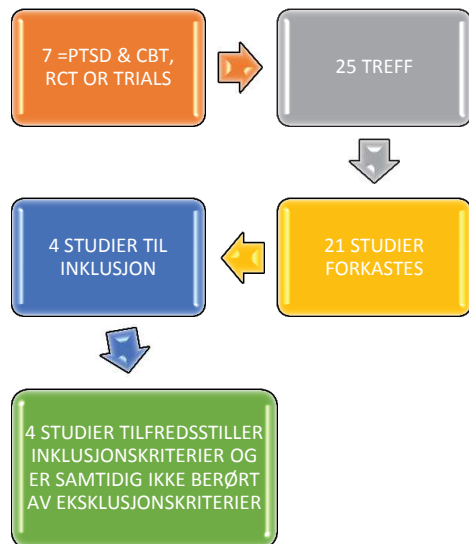 7 =PTSD & CBT,
RCT OR TRIALS
25 TREFF
21 STUDIER
FORKASTES
4 STUDIER TIL
INKLUSJON
4 STUDIER TILFREDSSTILLER
INKLUSJONSKRITERIER OG
ER SAMTIDIG IKKE BERØRT
AV EKSKLUSJONSKRITERIER